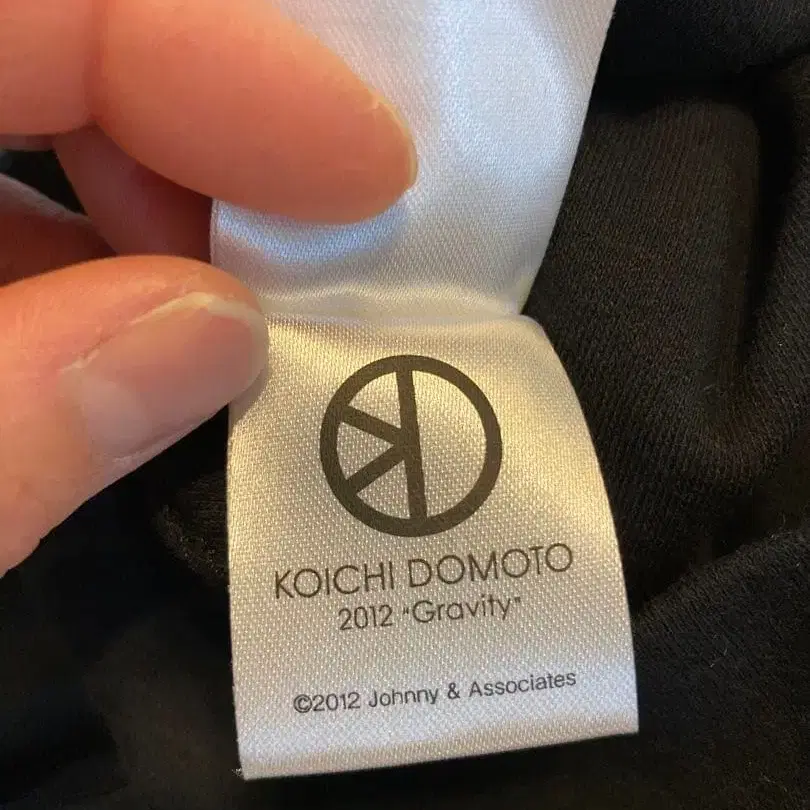 KOICHI DOMOTO
2012 "Gravity"
©2012 Johnny & Associates